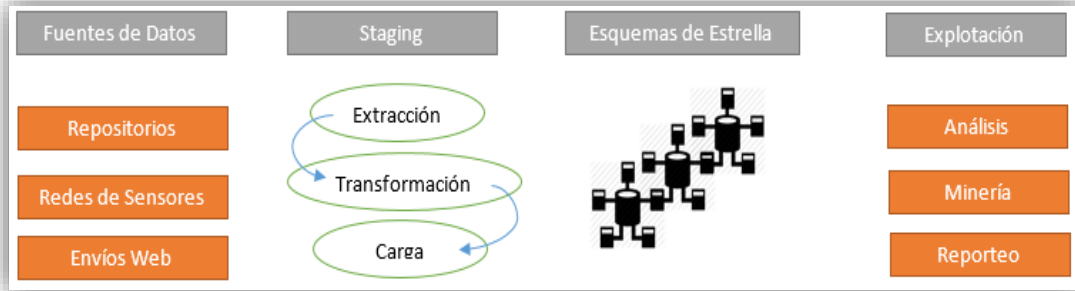 Fuentes de Datos
Staging
Esquemas de Estrella
Explotación
Repositorios
Redes de Sensores
Envíos Web
Extracción
Transformación
Carga
Análisis
Minería
Reporteo